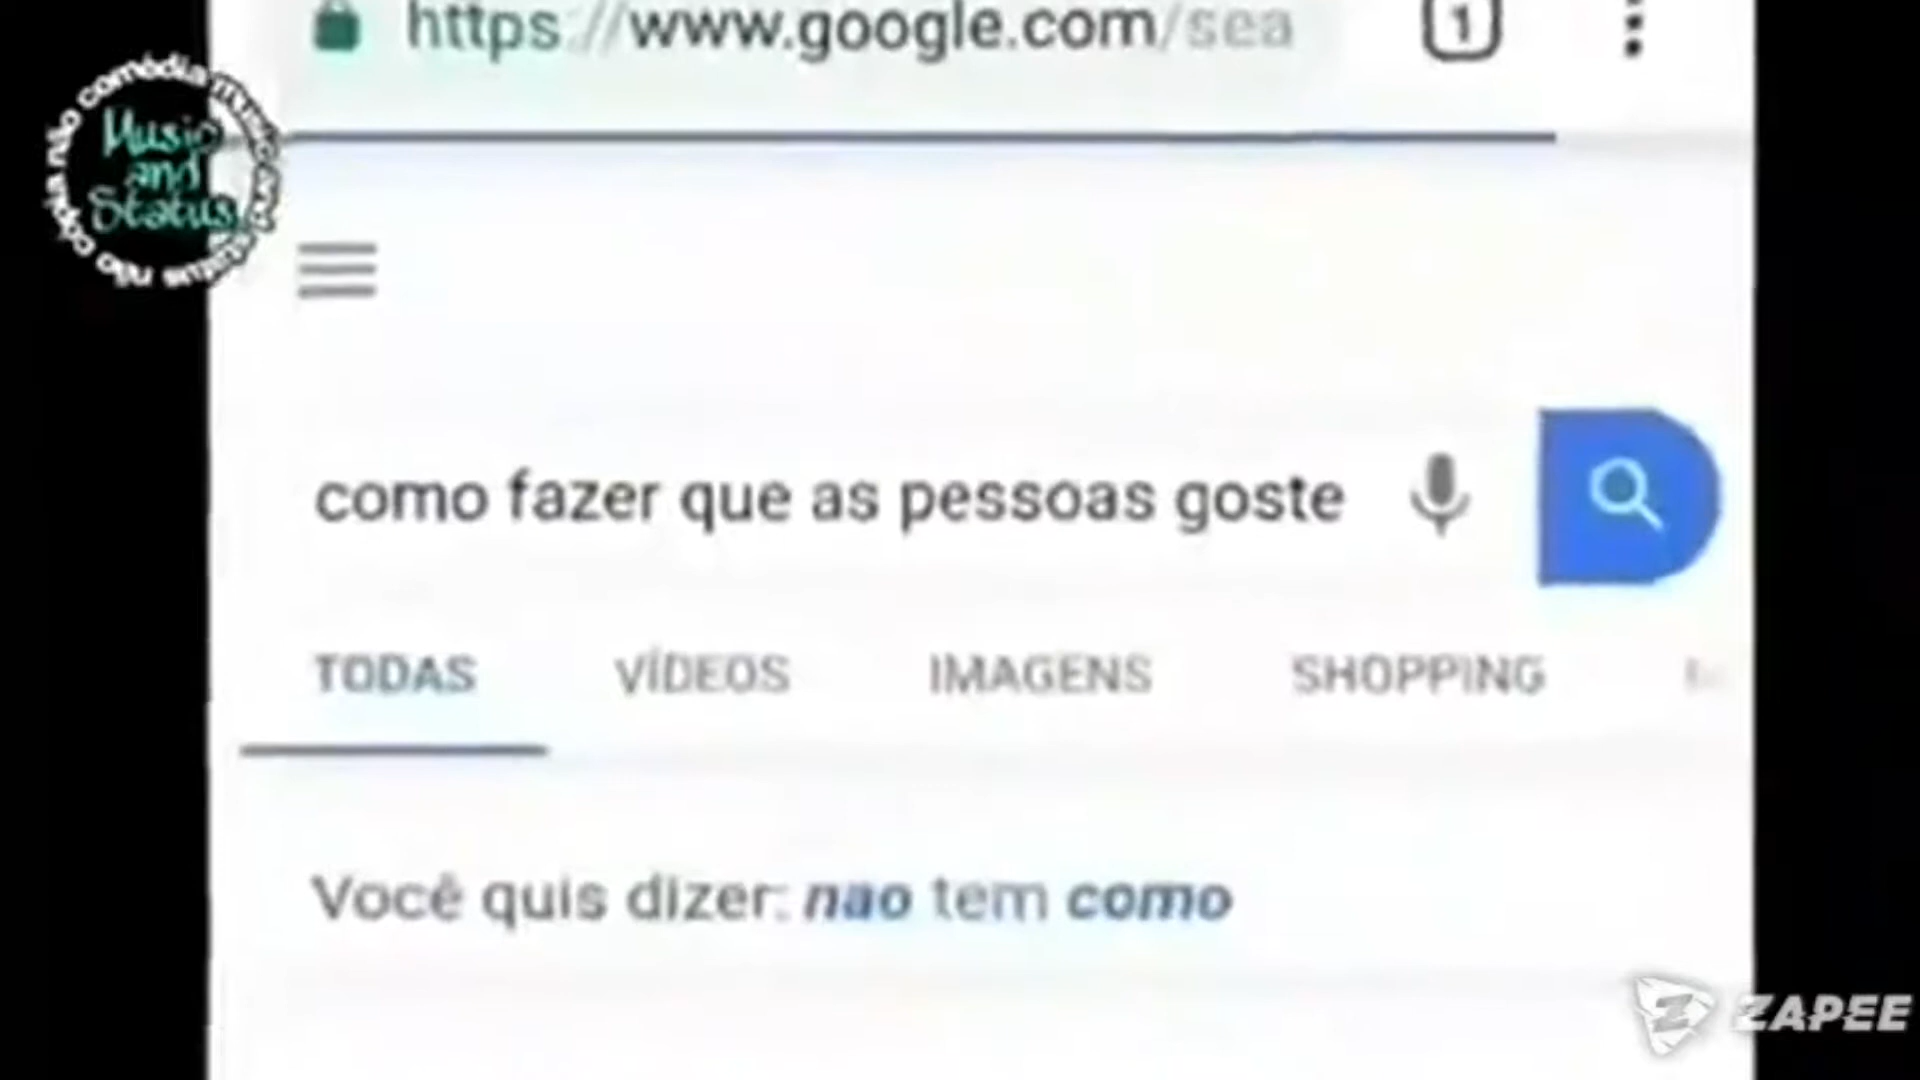 https://www.google.com/sea
1
Music
and
Status
como fazer que as pessoas goste
TODAS
VÍDEOS
IMAGENS
SHOPPING
Você quis dizer: nao tem como
ZAPEE